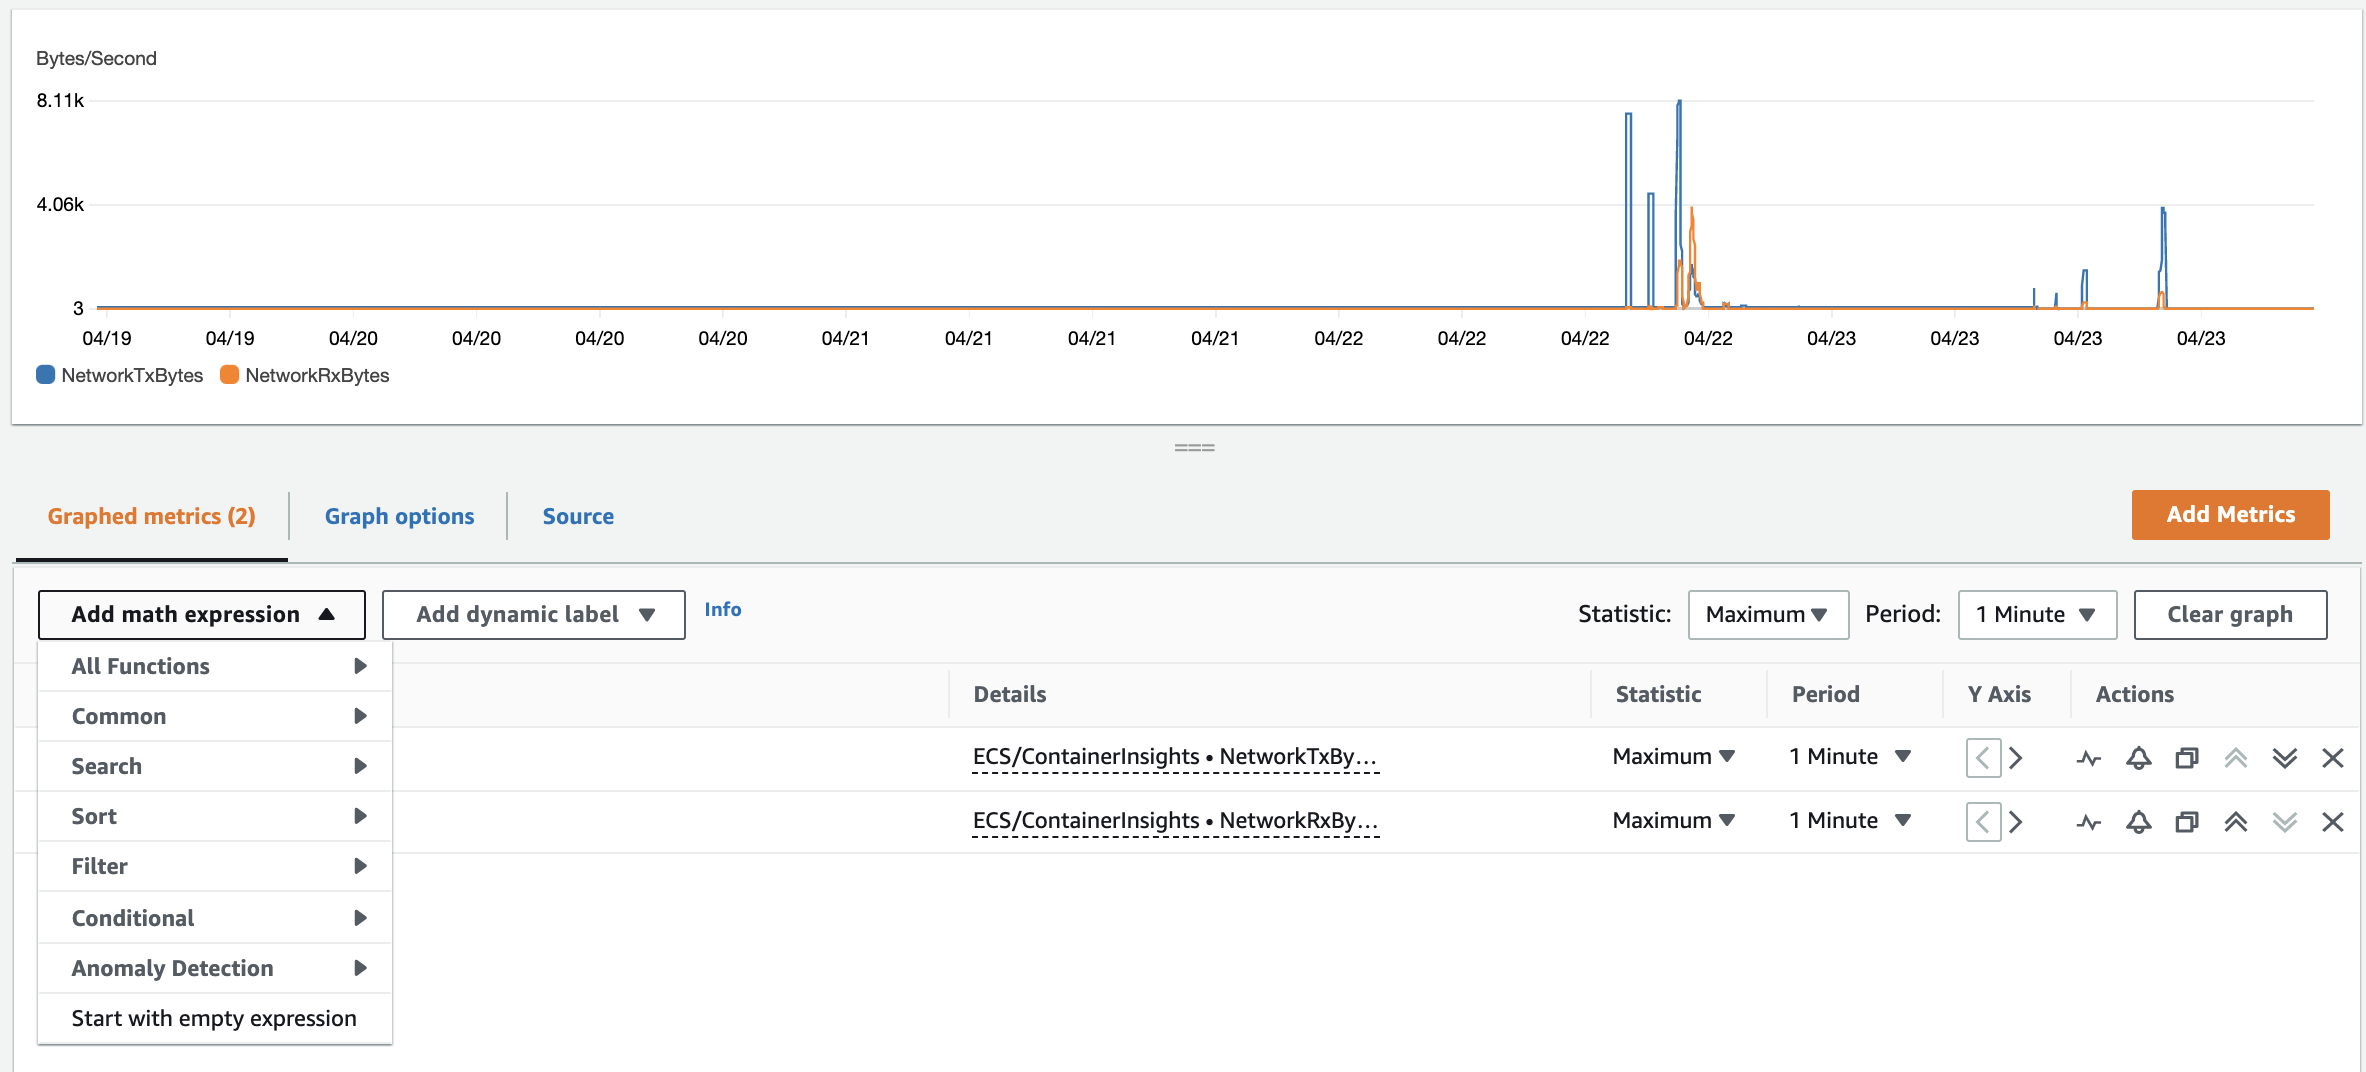 Bytes/Second
8.11k
4.06k
3
04/19 04/19 04/20 04/20 04/20 04/20 04/21 04/21 04/21 04/21 04/22 04/22 04/22 04/22 04/23 04/23 04/23 04/23
NetworkTxBytes NetworkRxBytes
Graphed metrics (2) Graph options Source Add Metrics
Add math expression Add dynamic label Info Statistic: Maximum Period: 1 Minute Clear graph
All Functions
Details Statistic Period Y Axis Actions
Common
ECS/ContainerInsights • NetworkTxBy... Maximum 1 Minute
Search
ECS/ContainerInsights • NetworkRxBy... Maximum 1 Minute
Sort
Filter
Conditional
Anomaly Detection
Start with empty expression